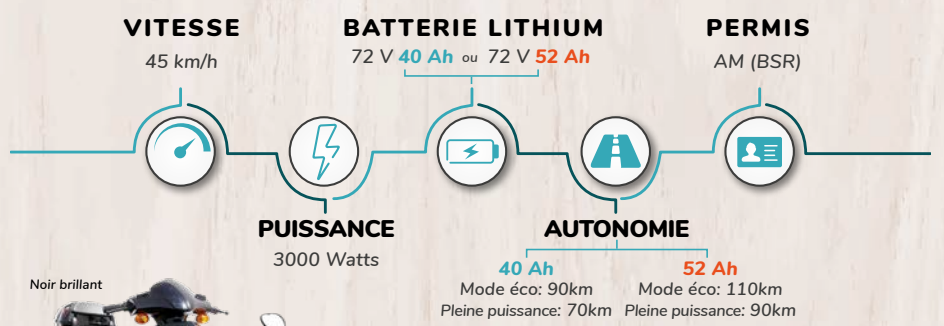 VITESSE
45 km/h
BATTERIE LITHIUM
72 V 40 Ah ou 72 V 52 Ah
PERMIS
AM (BSR)
PUISSANCE
3000 Watts
AUTONOMIE
40 Ah
Mode éco: 90km
Pleine puissance: 70km
52 Ah
Mode éco: 110km
Pleine puissance: 90km
Noir brillant